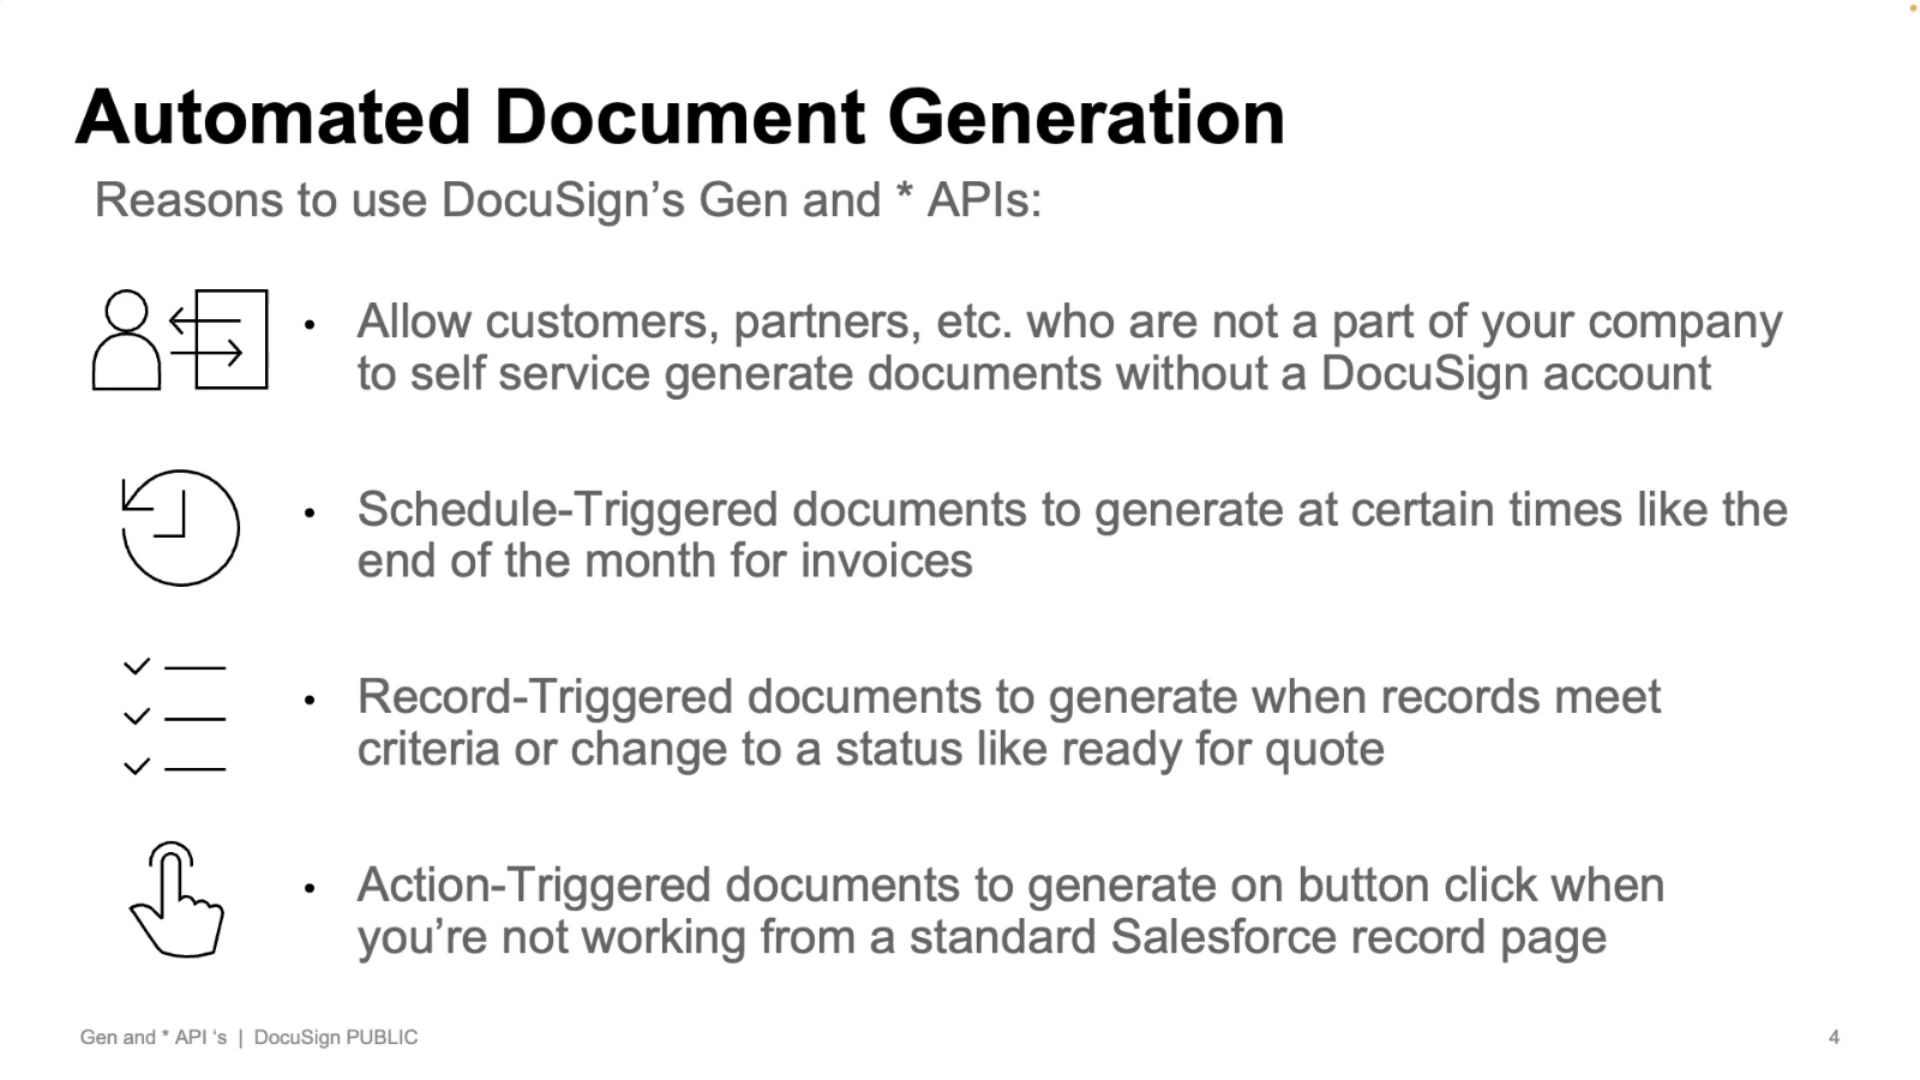 Automated Document Generation
Reasons to use DocuSign’s Gen and * APIs:
• Allow customers, partners, etc. who are not a part of your company
to self service generate documents without a DocuSign account
• Schedule-Triggered documents to generate at certain times like the
end of the month for invoices
• Record-Triggered documents to generate when records meet
criteria or change to a status like ready for quote
• Action-Triggered documents to generate on button click when
you’re not working from a standard Salesforce record page
Gen and * API ‘s | DocuSign PUBLIC
4